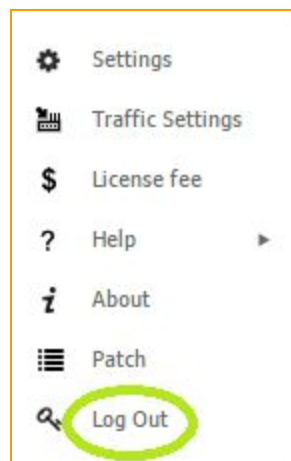 Settings
Traffic Settings
$ License fee
? Help
i About
Patch
Log Out